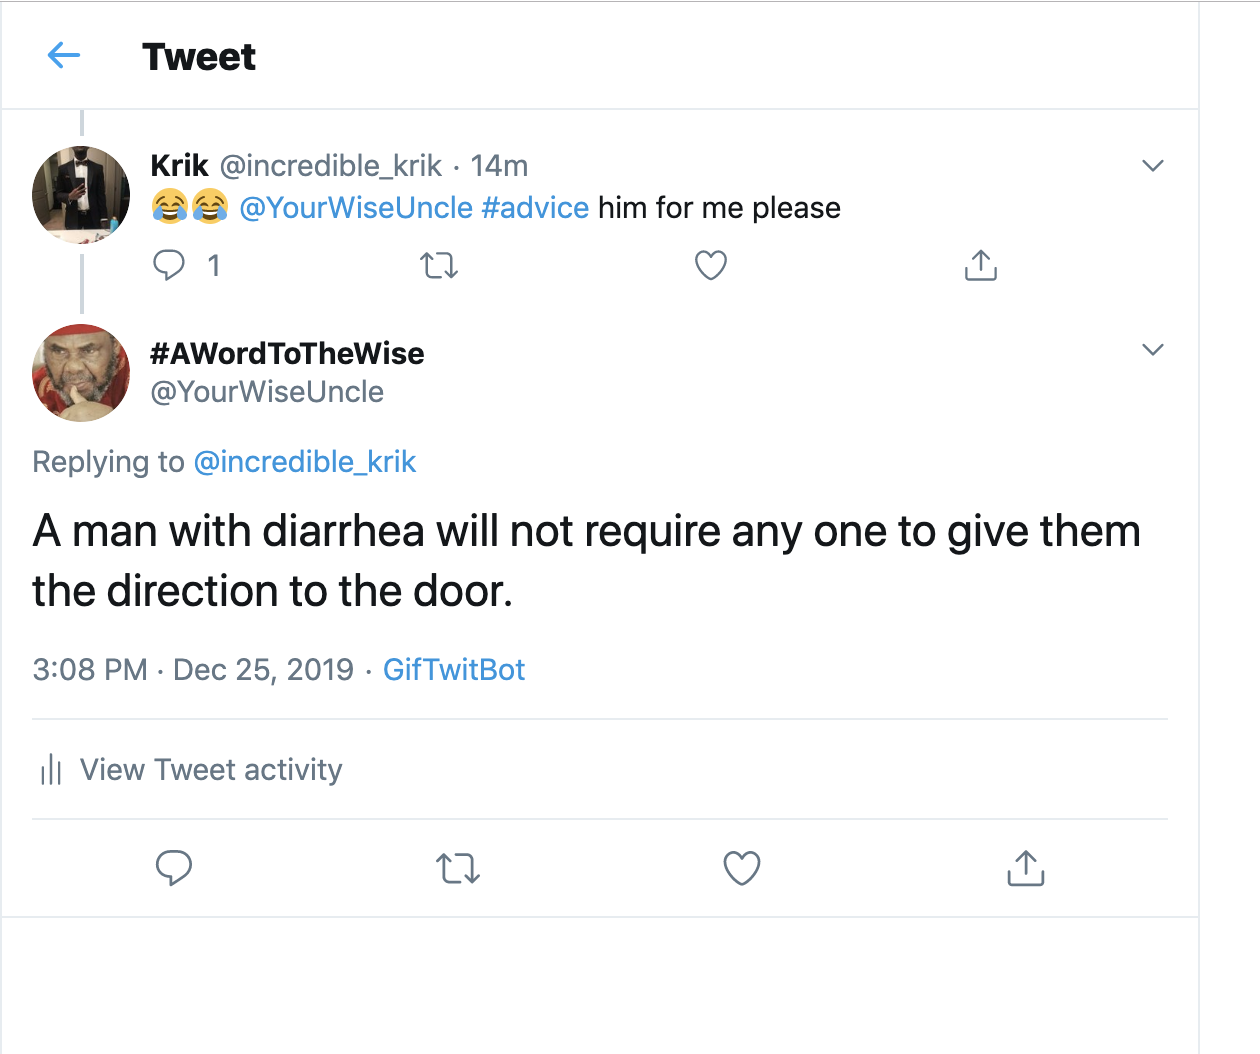 Tweet
Krik @incredible_krik · 14m
😂😂 @YourWiseUncle #advice him for me please
1
#AWordToTheWise
@YourWiseUncle
Replying to @incredible_krik
A man with diarrhea will not require any one to give them
the direction to the door.
3:08 PM · Dec 25, 2019 · GifTwitBot
View Tweet activity